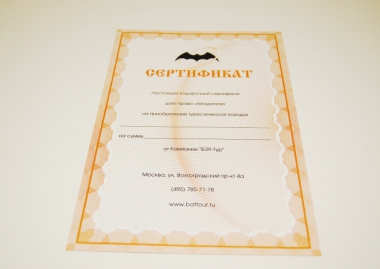 СЕРТИФИКАТ
Настоящий подарочный сертификат
дает право обладателю
на приобретение туристической поездки
на сумму
от Компании "БЭТ-Тур"
Москва, ул. Волгоградский пр-кт 4а
(495) 785-71-78
www.battour.ru